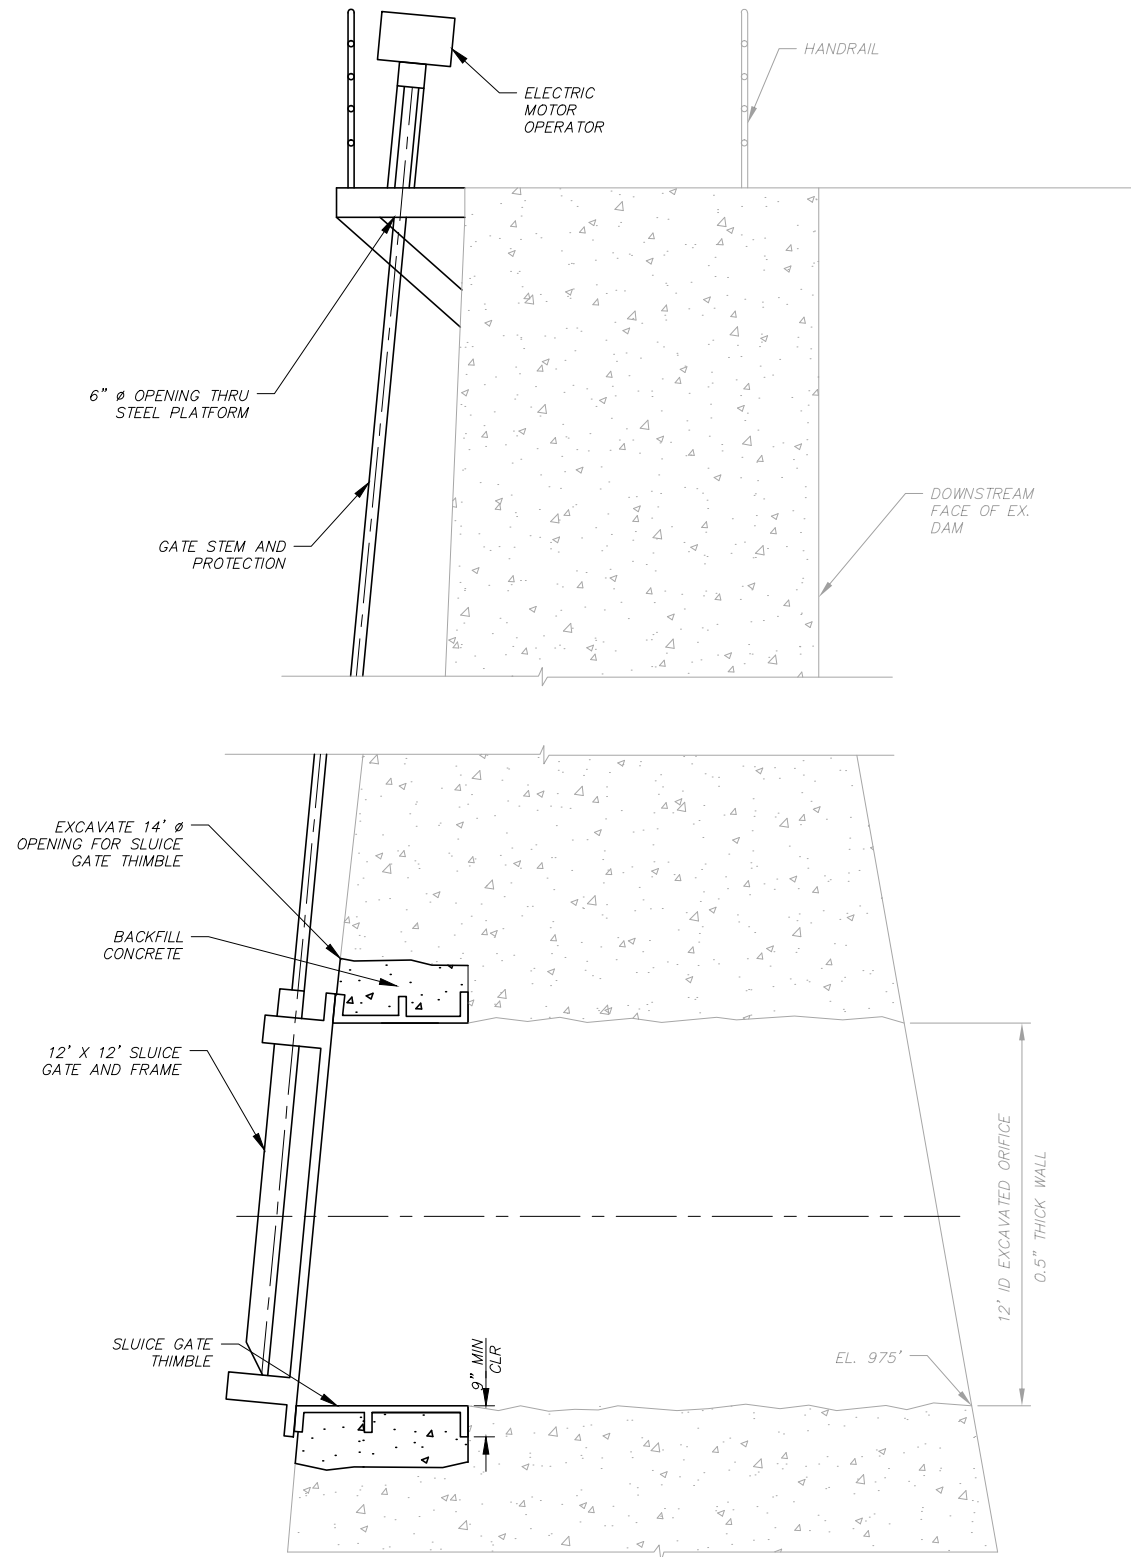 HANDRAIL
ELECTRIC
MOTOR
OPERATOR
6" ø OPENING THRU
STEEL PLATFORM
DOWNSTREAM
FACE OF EX.
DAM
GATE STEM AND
PROTECTION
EXCAVATE 14' ø
OPENING FOR SLUICE
GATE THIMBLE
BACKFILL
CONCRETE
12' X 12' SLUICE
GATE AND FRAME
12' ID EXCAVATED ORIFICE
0.5" THICK WALL
SLUICE GATE
THIMBLE
9" MIN
CLR
EL. 975'